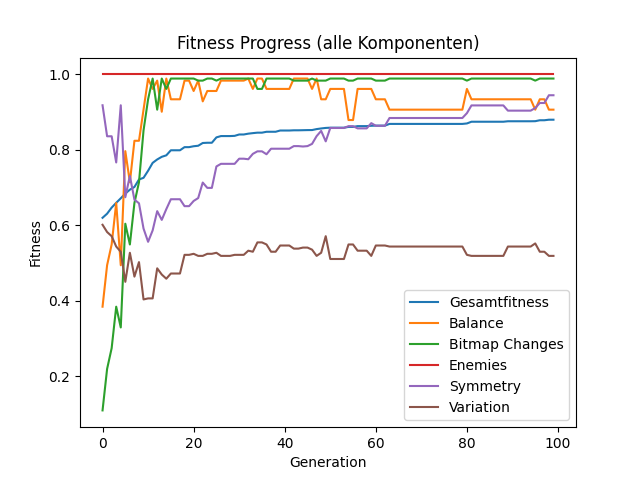 Fitness Progress (alle Komponenten)
1.0
0.8
0.6
0.4
0.2
Fitness
0
20
40
60
80
100
Generation
Gesamtfitness
Balance
Bitmap Changes
Enemies
Symmetry
Variation